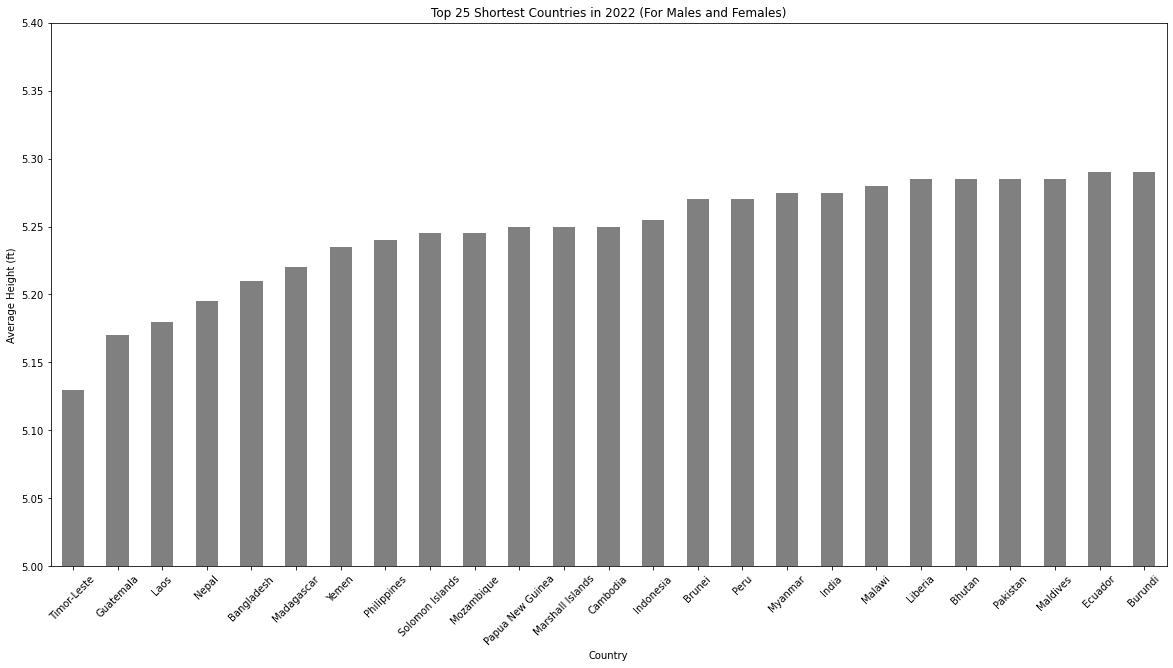 Top 25 Shortest Countries in 2022 (For Males and Females)
5.40
5.35
5.30
5.25
5.20
5.15
5.10
5.05
5.00
Average Height (ft)
Timor-Leste
Guatemala
Laos
Nepal
Bangladesh
Madagascar
Yemen
Philippines
Solomon Islands
Mozambique
Papua New Guinea
Marshall Islands
Cambodia
Indonesia
Brunei
Peru
Myanmar
India
Malawi
Liberia
Bhutan
Pakistan
Maldives
Ecuador
Burundi
Country